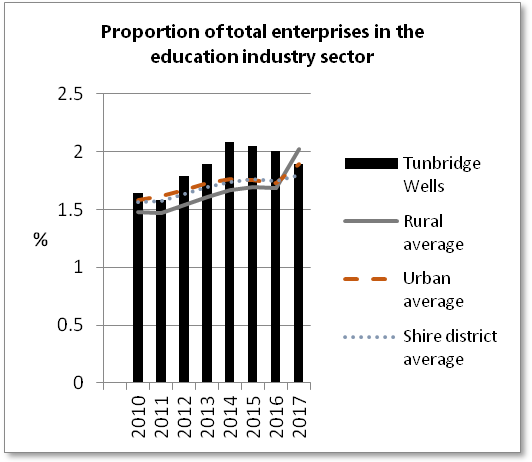 Proportion of total enterprises in the
education industry sector
2.5
2
1.5
1
0.5
0
%
2010
2011
2012
2013
2014
2015
2016
2017
Tunbridge
Wells
Rural
average
Urban
average
Shire district
average